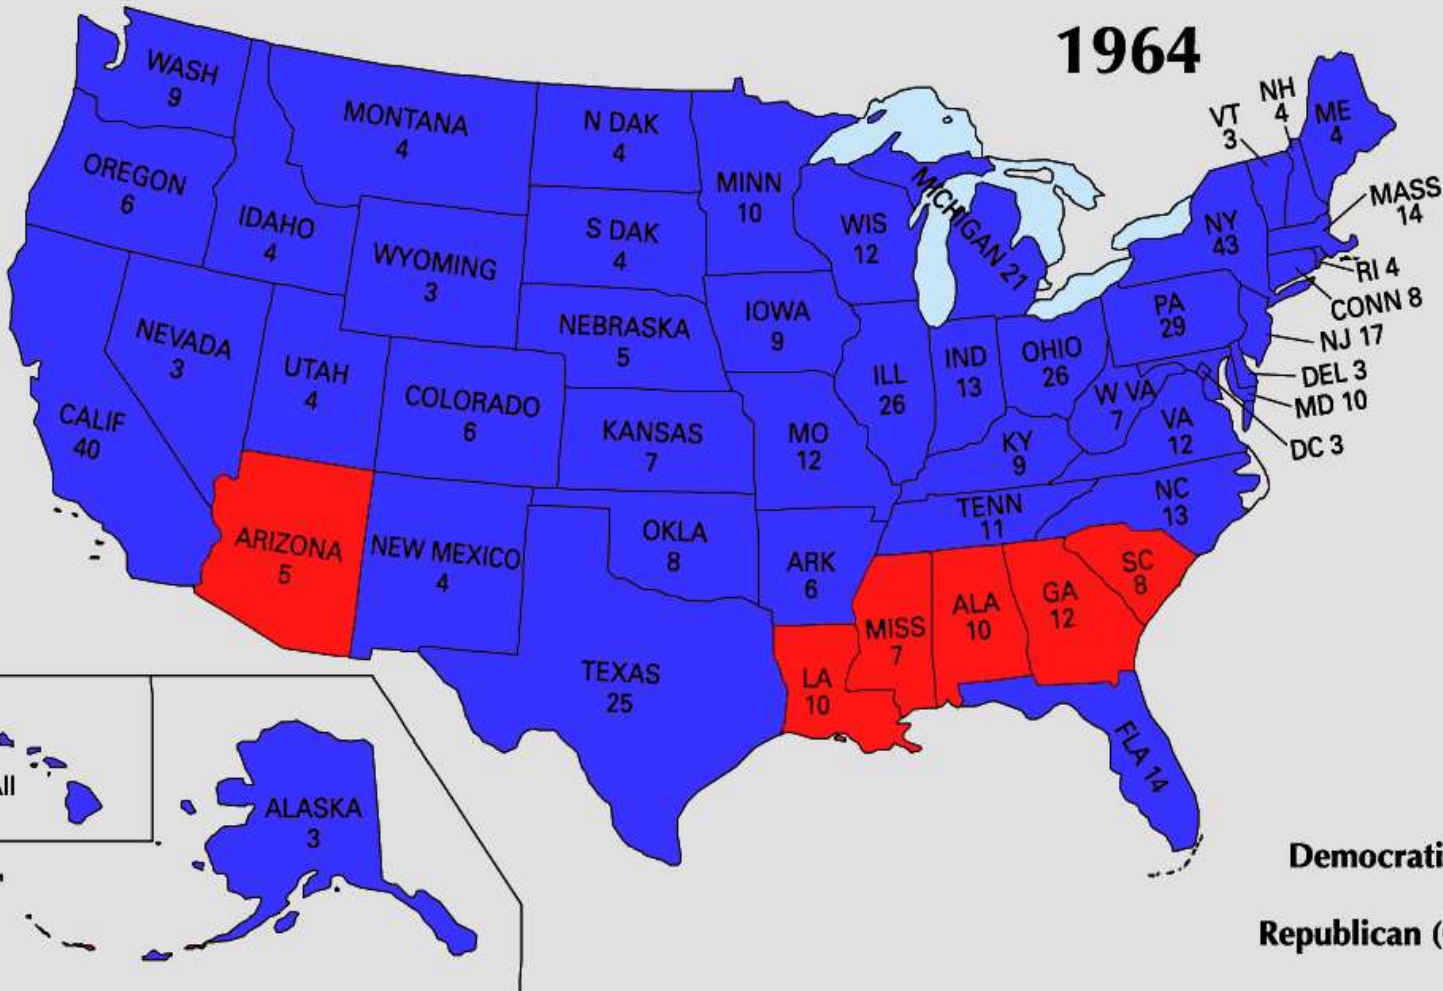 1964
WASH
9
OREGON
6
CALIF
40
NEVADA
3
IDAHO
4
MONTANA
4
WYOMING
3
UTAH
4
COLORADO
6
ARIZONA
5
NEW MEXICO
4
N DAK
4
S DAK
4
NEBRASKA
5
KANSAS
7
OKLA
8
TEXAS
25
MINN
10
IOWA
9
MO
12
ARK
6
LA
10
WIS
12
ILL
26
MICHIGAN 21
IND
13
OHIO
26
KY
9
TENN
11
MISS
7
ALA
10
GA
12
SC
8
NC
13
FLA 14
W VA
7
VA
12
PA
29
NY
43
VT
3
NH
4
ME
4
MASS
14
RI 4
CONN 8
NJ 17
DEL 3
MD 10
DC 3
ALASKA
3
Democrati
Republican (